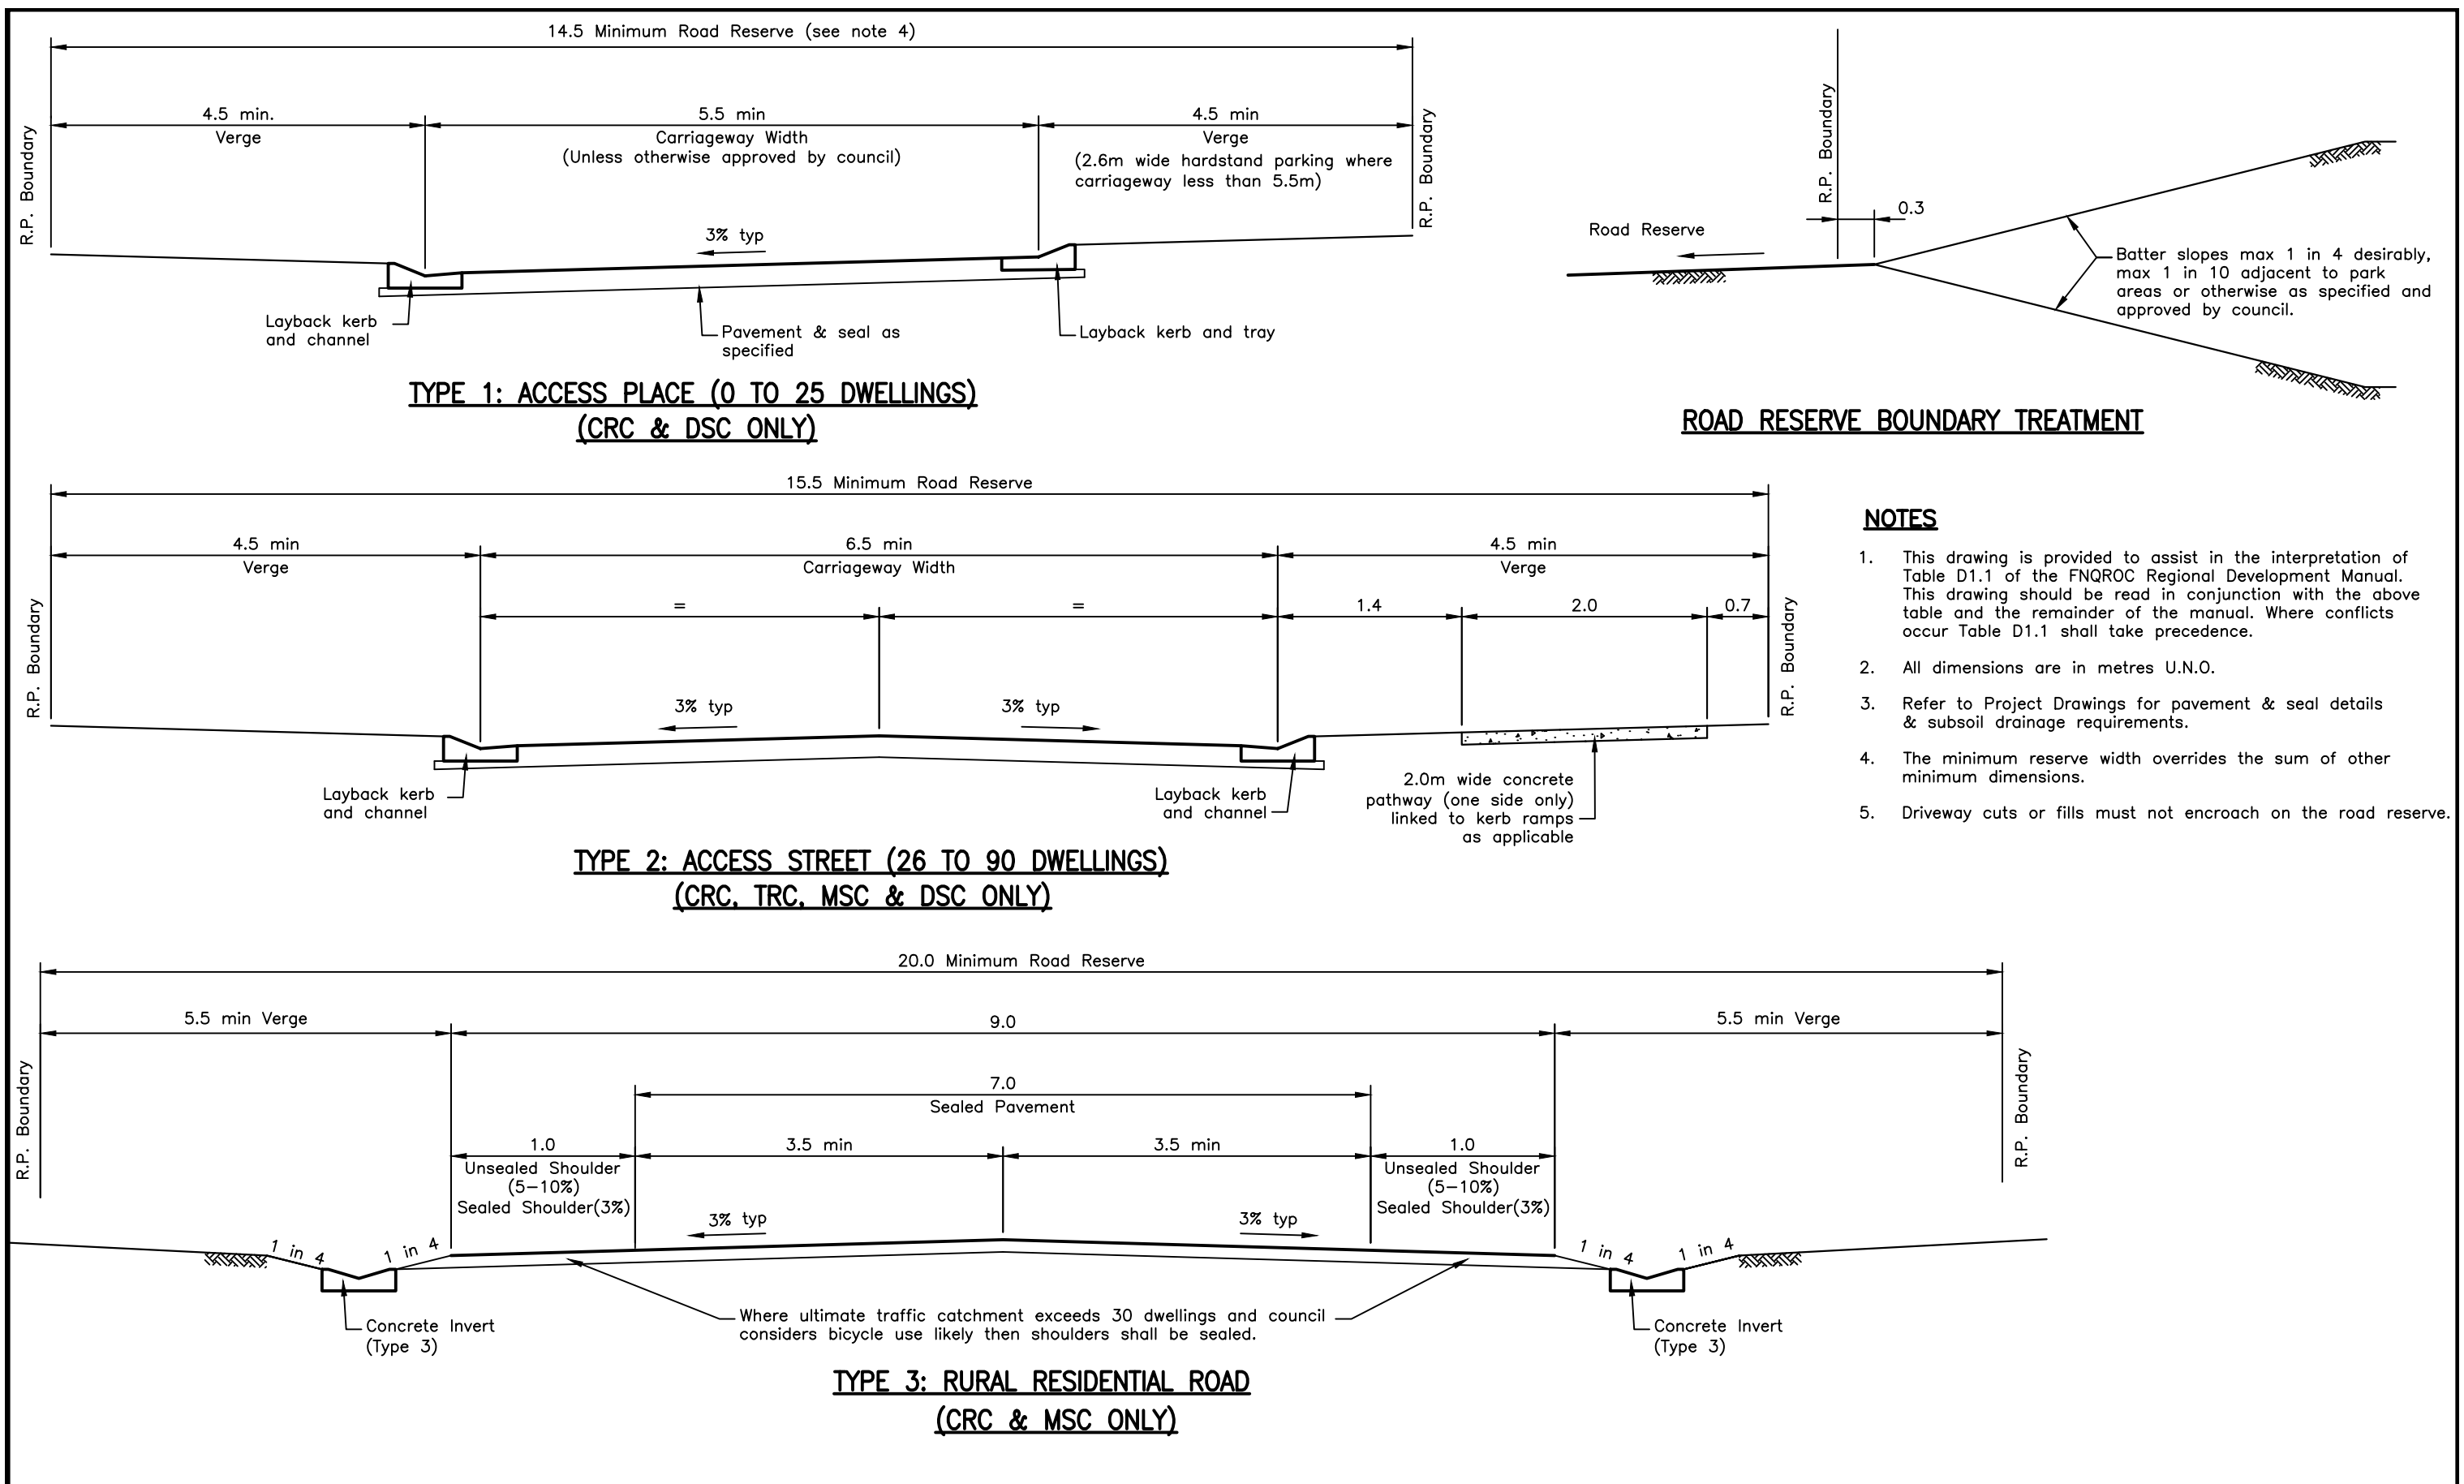 14.5 Minimum Road Reserve (see note 4)
4.5 min.
Verge
5.5 min
Carriageway Width
(Unless otherwise approved by council)
4.5 min
Verge
(2.6m wide hardstand parking where
carriageway less than 5.5m)
R.P. Boundary
R.P. Boundary
3% typ
Layback kerb
and channel
Pavement & seal as
specified
Layback kerb and tray
TYPE 1: ACCESS PLACE (0 TO 25 DWELLINGS)
(CRC & DSC ONLY)
R.P. Boundary
0.3
Road Reserve
Batter slopes max 1 in 4 desirably,
max 1 in 10 adjacent to park
areas or otherwise as specified and
approved by council.
ROAD RESERVE BOUNDARY TREATMENT
15.5 Minimum Road Reserve
4.5 min
Verge
6.5 min
Carriageway Width
4.5 min
Verge
=
=
1.4
2.0
0.7
R.P. Boundary
R.P. Boundary
3% typ
3% typ
Layback kerb
and channel
Layback kerb
and channel
2.0m wide concrete
pathway (one side only)
linked to kerb ramps
as applicable
TYPE 2: ACCESS STREET (26 TO 90 DWELLINGS)
(CRC, TRC, MSC & DSC ONLY)
NOTES
1. This drawing is provided to assist in the interpretation of
Table D1.1 of the FNQROC Regional Development Manual.
This drawing should be read in conjunction with the above
table and the remainder of the manual. Where conflicts
occur Table D1.1 shall take precedence.
2. All dimensions are in metres U.N.O.
3. Refer to Project Drawings for pavement & seal details
& subsoil drainage requirements.
4. The minimum reserve width overrides the sum of other
minimum dimensions.
5. Driveway cuts or fills must not encroach on the road reserve.
20.0 Minimum Road Reserve
5.5 min Verge
9.0
5.5 min Verge
R.P. Boundary
R.P. Boundary
7.0
Sealed Pavement
1.0
Unsealed Shoulder
(5-10%)
Sealed Shoulder(3%)
3.5 min
3.5 min
1.0
Unsealed Shoulder
(5-10%)
Sealed Shoulder(3%)
3% typ
3% typ
1 in 4
1 in 4
1 in 4
1 in 4
Concrete Invert
(Type 3)
Where ultimate traffic catchment exceeds 30 dwellings and council
considers bicycle use likely then shoulders shall be sealed.
Concrete Invert
(Type 3)
TYPE 3: RURAL RESIDENTIAL ROAD
(CRC & MSC ONLY)